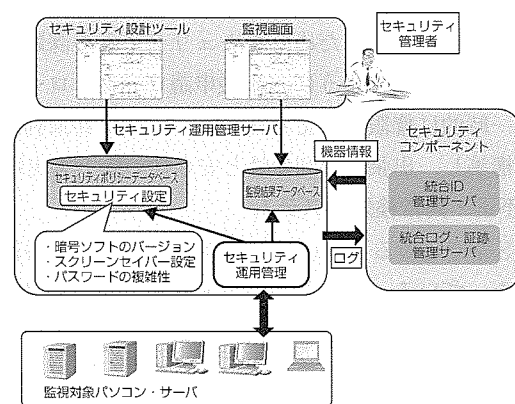 セキュリティ設計ツール
監視画面
セキュリティ
管理者
セキュリティ運用管理サーバ
セキュリティポリシーデータベース
セキュリティ設定
監視結果データベース
・暗号ソフトのバージョン
・スクリーンセイバー設定
・パスワードの複雑性
セキュリティ
運用管理
機器情報
ログ
セキュリティ
コンポーネント
統合ID
管理サーバ
統合ログ・証跡
管理サーバ
監視対象パソコン・サーバ